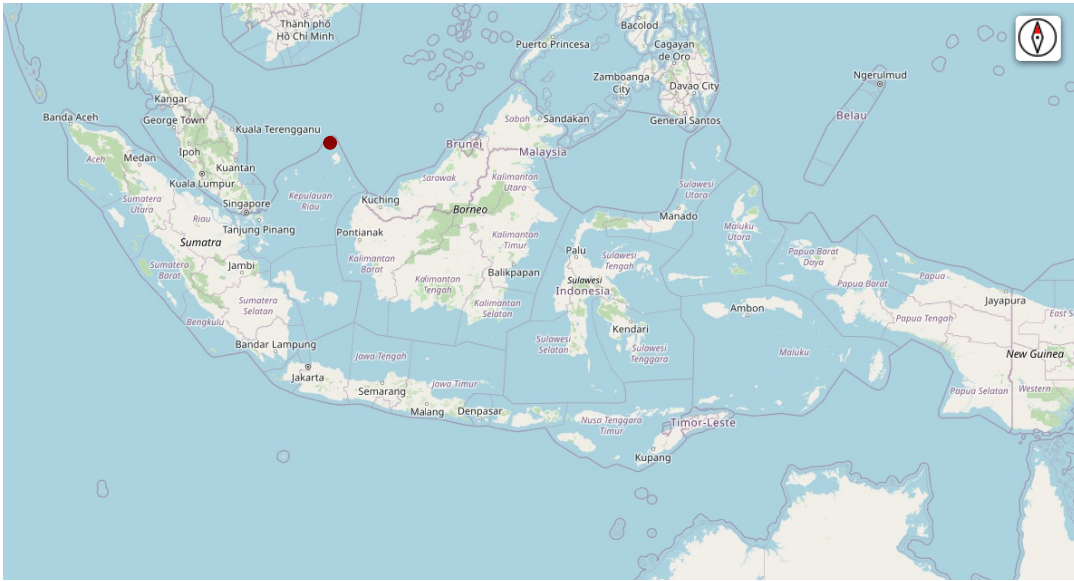 Thành phố
Hồ Chí Minh
Bacolod
Puerto Princesa
Cagayan
de Oro
Zamboanga
City
Davao City
Ngerulmud
Kangar
Banda Aceh
George Town
Kuala Terengganu
Sabah
Sandakan
General Santos
Belau
Brunei
Malaysia
Ipoh
Aceh
Medan
Kuantan
Kuala Lumpur
Sarawak
Kalimantan
Utara
Sulawesi
Utara
Sumatera
Utara
Singapore
Kepulauan
Riau
Kuching
Borneo
Riau
Tanjung Pinang
Manado
Maluku
Utara
Sumatra
Pontianak
Kalimantan
Timur
Palu
Sulawesi
Tengah
Papua Barat
Daya
Sumatera
Barat
Jambi
Kalimantan
Barat
Balikpapan
Kalimantan
Tengah
Sulawesi
Indonesia
Papua Barat
Papua
Sumatera
Selatan
Kalimantan
Selatan
Ambon
Jayapura
Bengkulu
Papua Tengah
East S
Kendari
Bandar Lampung
Sulawesi
Selatan
Sulawesi
Tenggara
Jawa Tengah
Maluku
New Guinea
Jakarta
Semarang
Jawa Timur
Papua Selatan
Western
Malang
Denpasar
Nusa Tenggara
Timur
Timor-Leste
Kupang